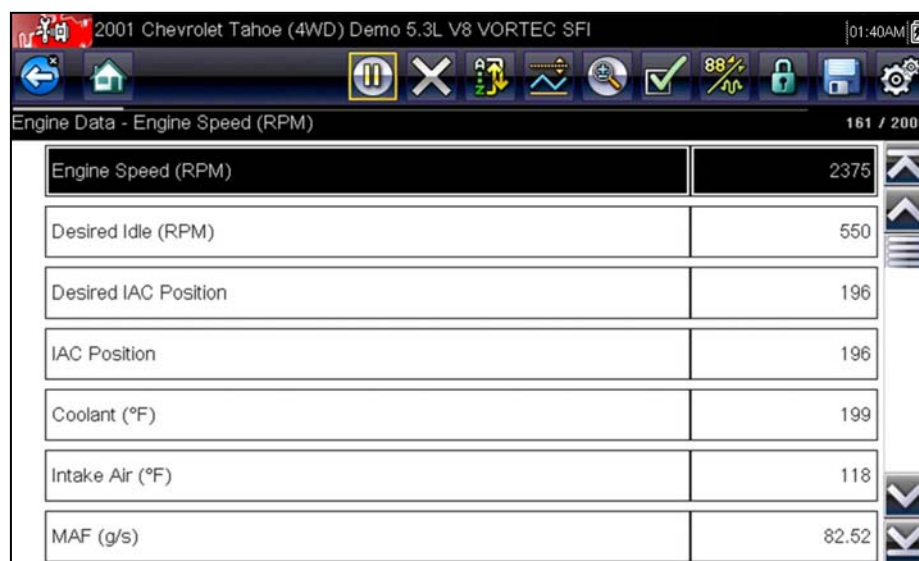 2001 Chevrolet Tahoe (4WD) Demo 5.3L V8 VORTEC SFI 01:40AM
Engine Data - Engine Speed (RPM) 161 / 200
Engine Speed (RPM) 2375
Desired Idle (RPM) 550
Desired IAC Position 196
IAC Position 196
Coolant (°F) 199
Intake Air (°F) 118
MAF (g/s) 82.52